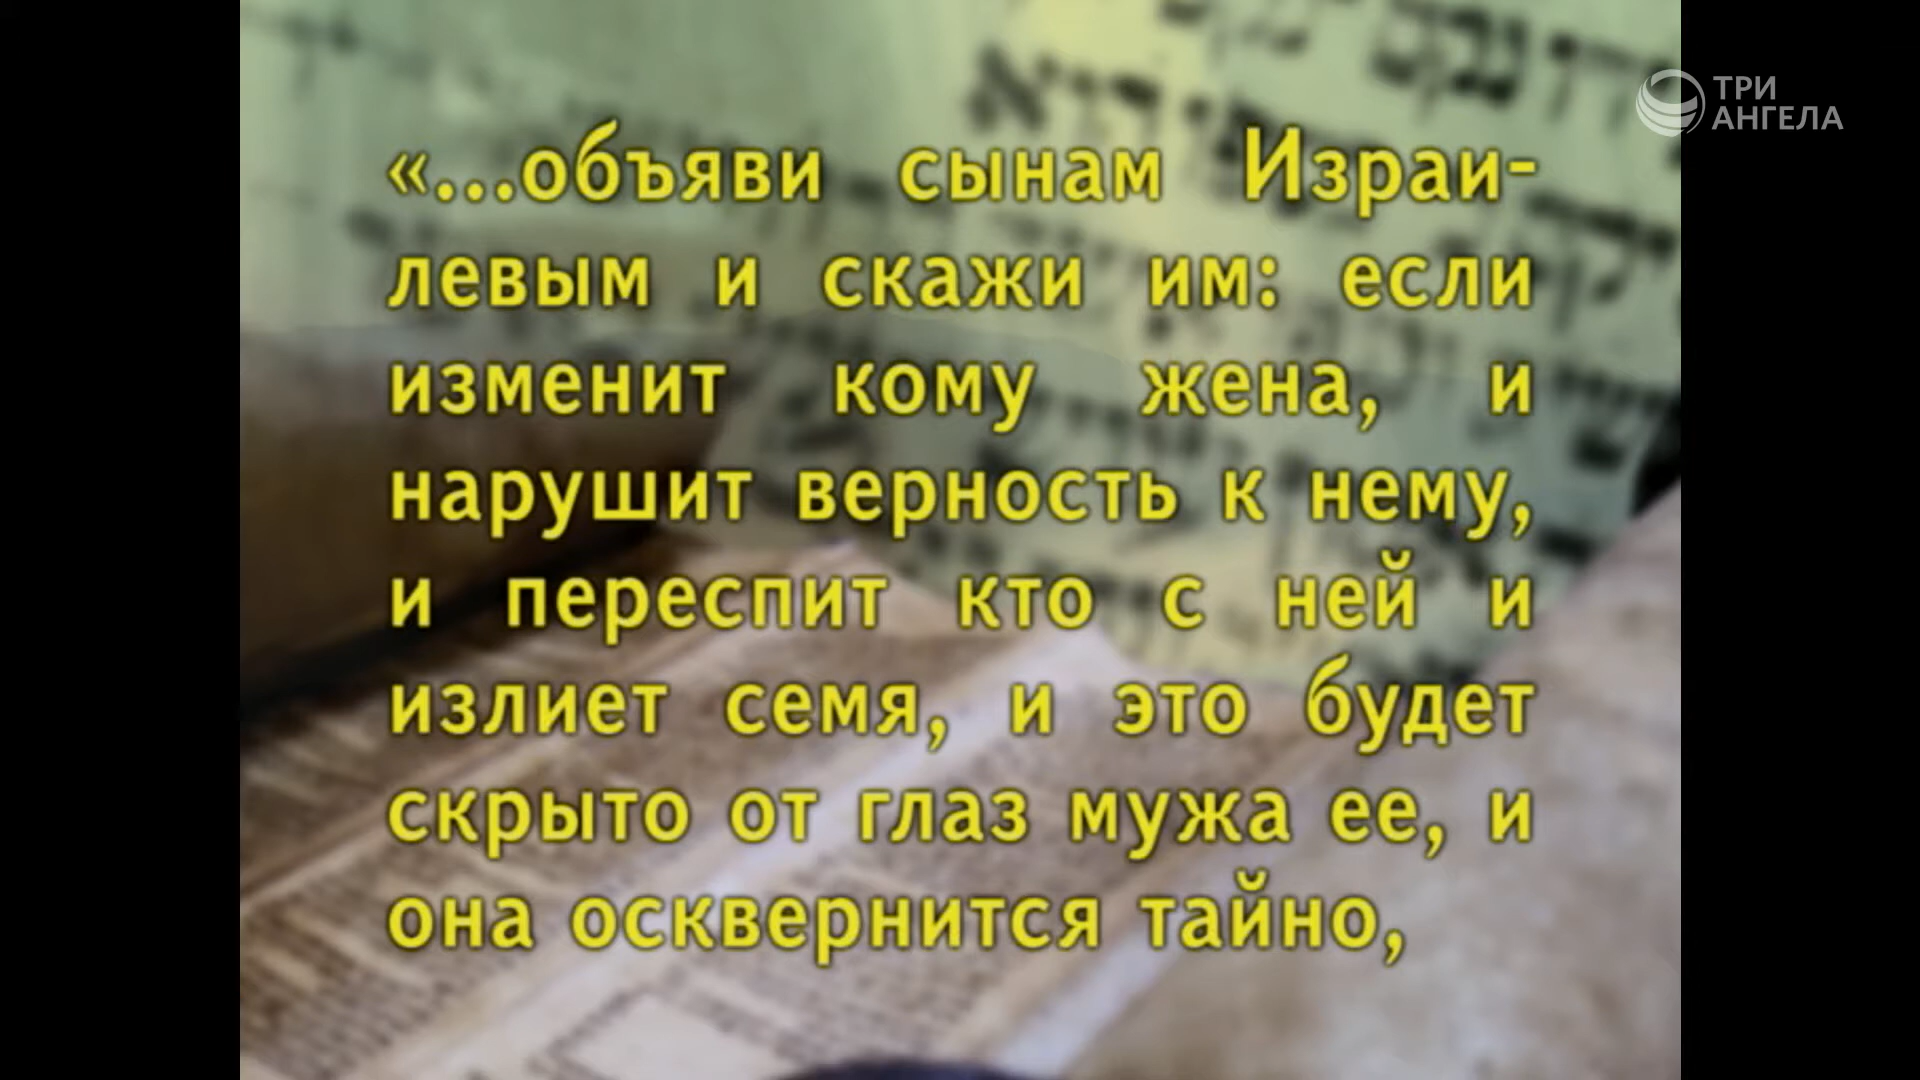 ТРИ
АНГЕЛА
«...объяви сынам Израи-
левым и скажи им: если
изменит кому жена, и
нарушит верность к нему,
и переспит кто с ней и
излиет семя, и это будет
скрыто от глаз мужа ее, и
она осквернится тайно,